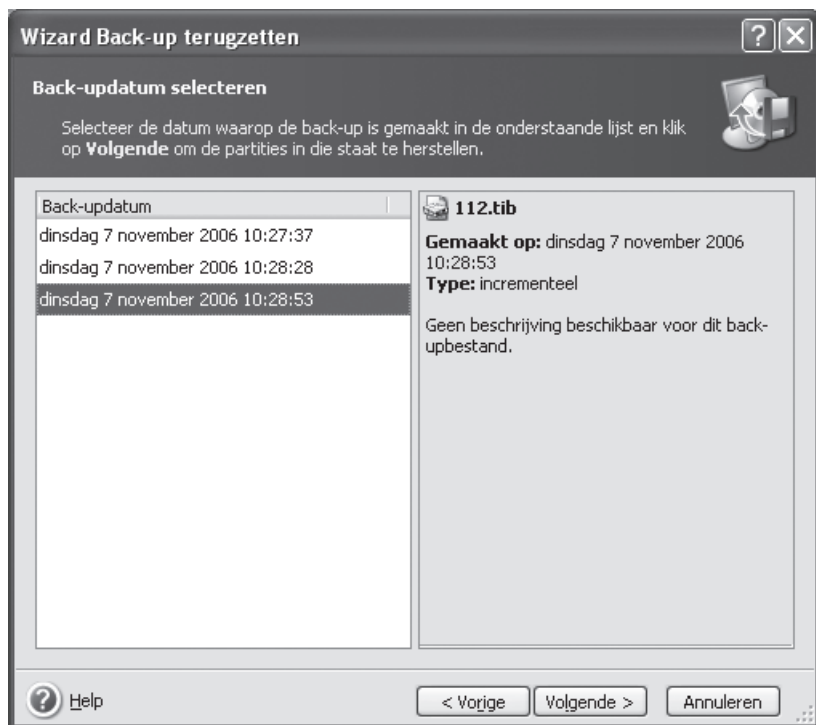 Wizard Back-up terugzetten
Back-updatum selecteren
Selecteer de datum waarop de back-up is gemaakt in de onderstaande lijst en klik
op Volgende om de partities in die staat te herstellen.
Back-updatum
dinsdag 7 november 2006 10:27:37
dinsdag 7 november 2006 10:28:28
dinsdag 7 november 2006 10:28:53
112.tib
Gemaakt op: dinsdag 7 november 2006
10:28:53
Type: incrementeel
Geen beschrijving beschikbaar voor dit back-
upbestand.
Help
< Vorige
Volgende >
Annuleren